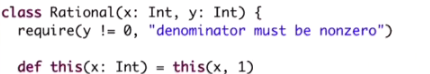 class Rational(x: Int, y: Int) {
require(y != 0, "denominator must be nonzero")
def this(x: Int) = this(x, 1)